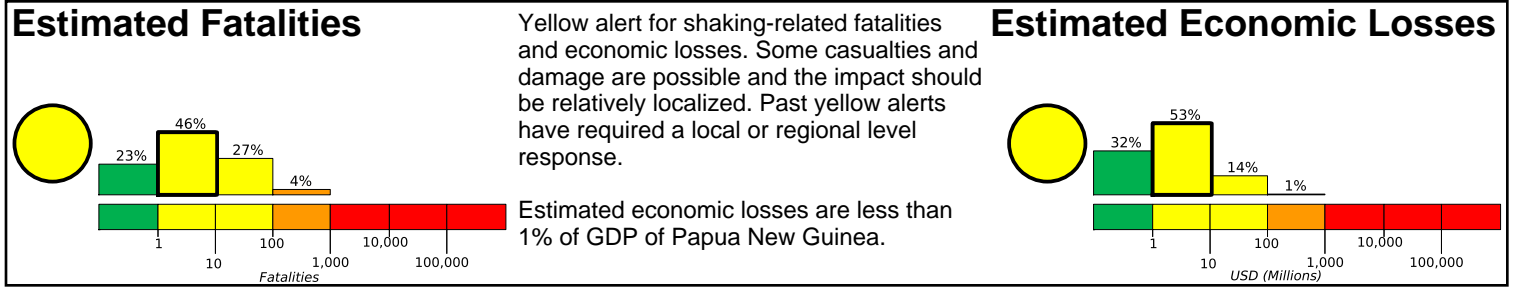 Estimated Fatalities
23%
46%
27%
4%
1
100
10,000
10
1,000
100,000
Fatalities
Yellow alert for shaking-related fatalities
and economic losses. Some casualties and
damage are possible and the impact should
be relatively localized. Past yellow alerts
have required a local or regional level
response.
Estimated economic losses are less than
1% of GDP of Papua New Guinea.
Estimated Economic Losses
32%
53%
14%
1%
1
100
10,000
10
1,000
100,000
USD (Millions)